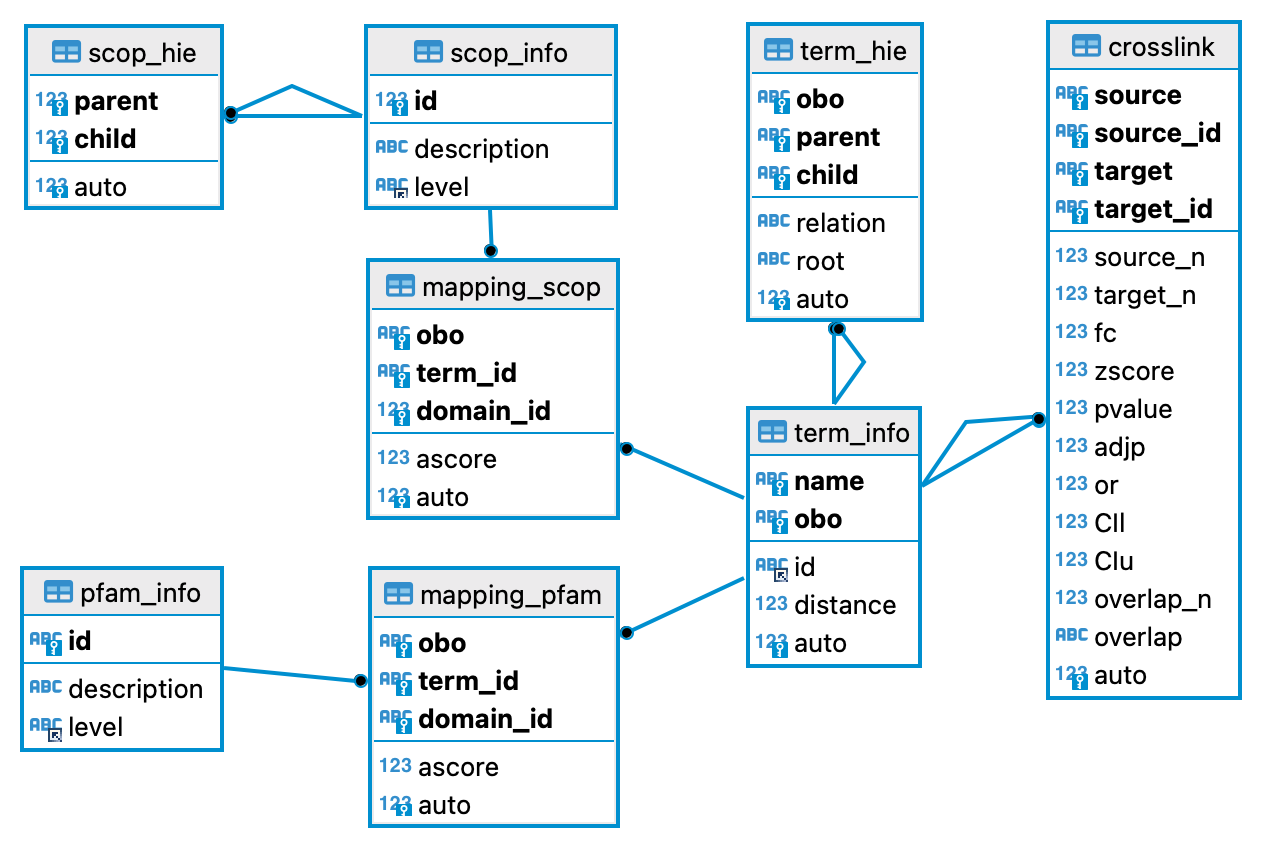 scop_hie
123 parent
123 child
123 auto
scop_info
123 id
ABC description
ABC level
mapping_scop
ABC obo
ABC term_id
123 domain_id
123 ascore
123 auto
pfam_info
ABC id
ABC description
ABC level
mapping_pfam
ABC obo
ABC term_id
ABC domain_id
123 ascore
123 auto
term_hie
ABC obo
ABC parent
ABC child
ABC relation
ABC root
123 auto
term_info
ABC name
ABC obo
ABC id
123 distance
123 auto
crosslink
ABC source
ABC source_id
ABC target
ABC target_id
123 source_n
123 target_n
123 fc
123 zscore
123 pvalue
123 adjp
123 or
123 CIl
123 CIu
123 overlap_n
ABC overlap
123 auto